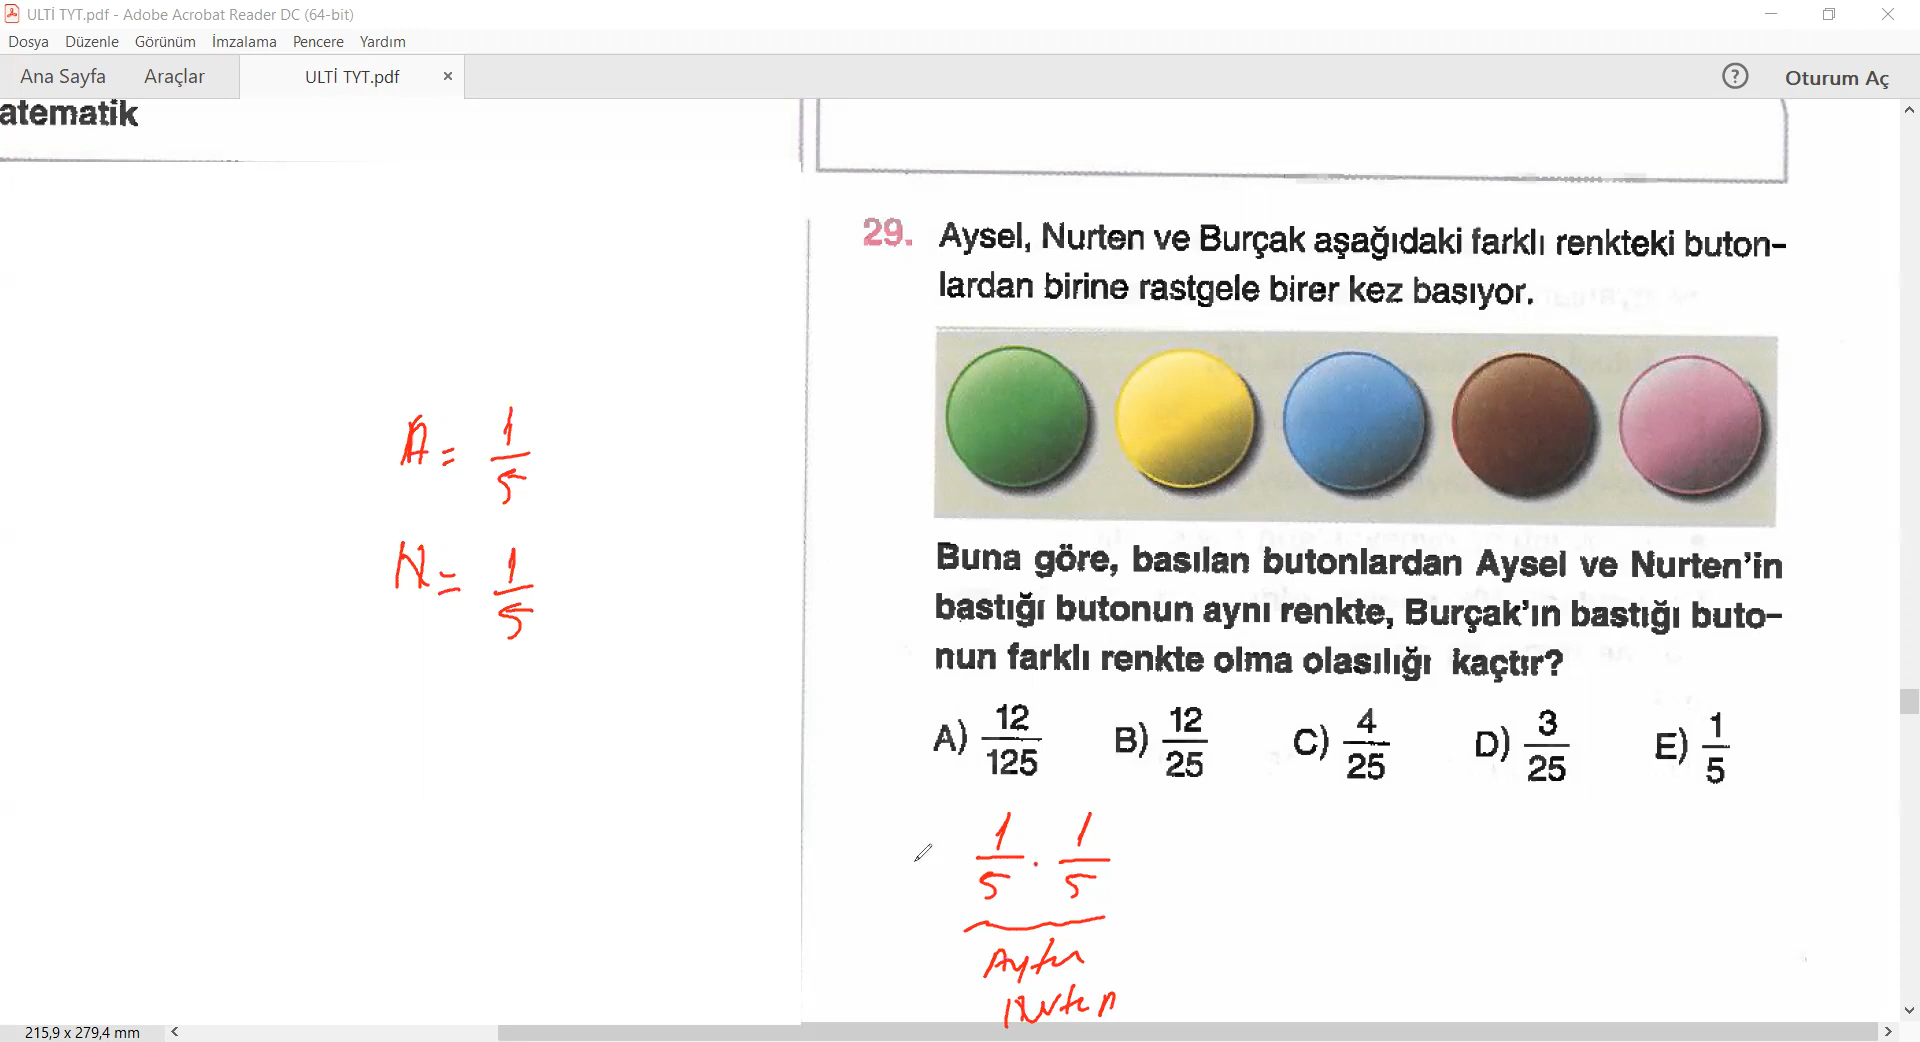 ULTİ TYT.pdf - Adobe Acrobat Reader DC (64-bit)
Dosya Düzenle Görünüm İmzalama Pencere Yardım
Ana Sayfa Araçlar ULTİ TYT.pdf × ? Oturum Aç
atematik
29. Aysel, Nurten ve Burçak aşağıdaki farklı renkteki buton-
lardan birine rastgele birer kez basıyor.
A = 1/5
N = 1/5
Buna göre, basılan butonlardan Aysel ve Nurten'in
bastığı butonun aynı renkte, Burçak'ın bastığı buto-
nun farklı renkte olma olasılığı kaçtır?
A) 12/125 B) 12/25 C) 4/25 D) 3/25 E) 1/5
1/5 . 1/5
Nurten
215,9 x 279,4 mm